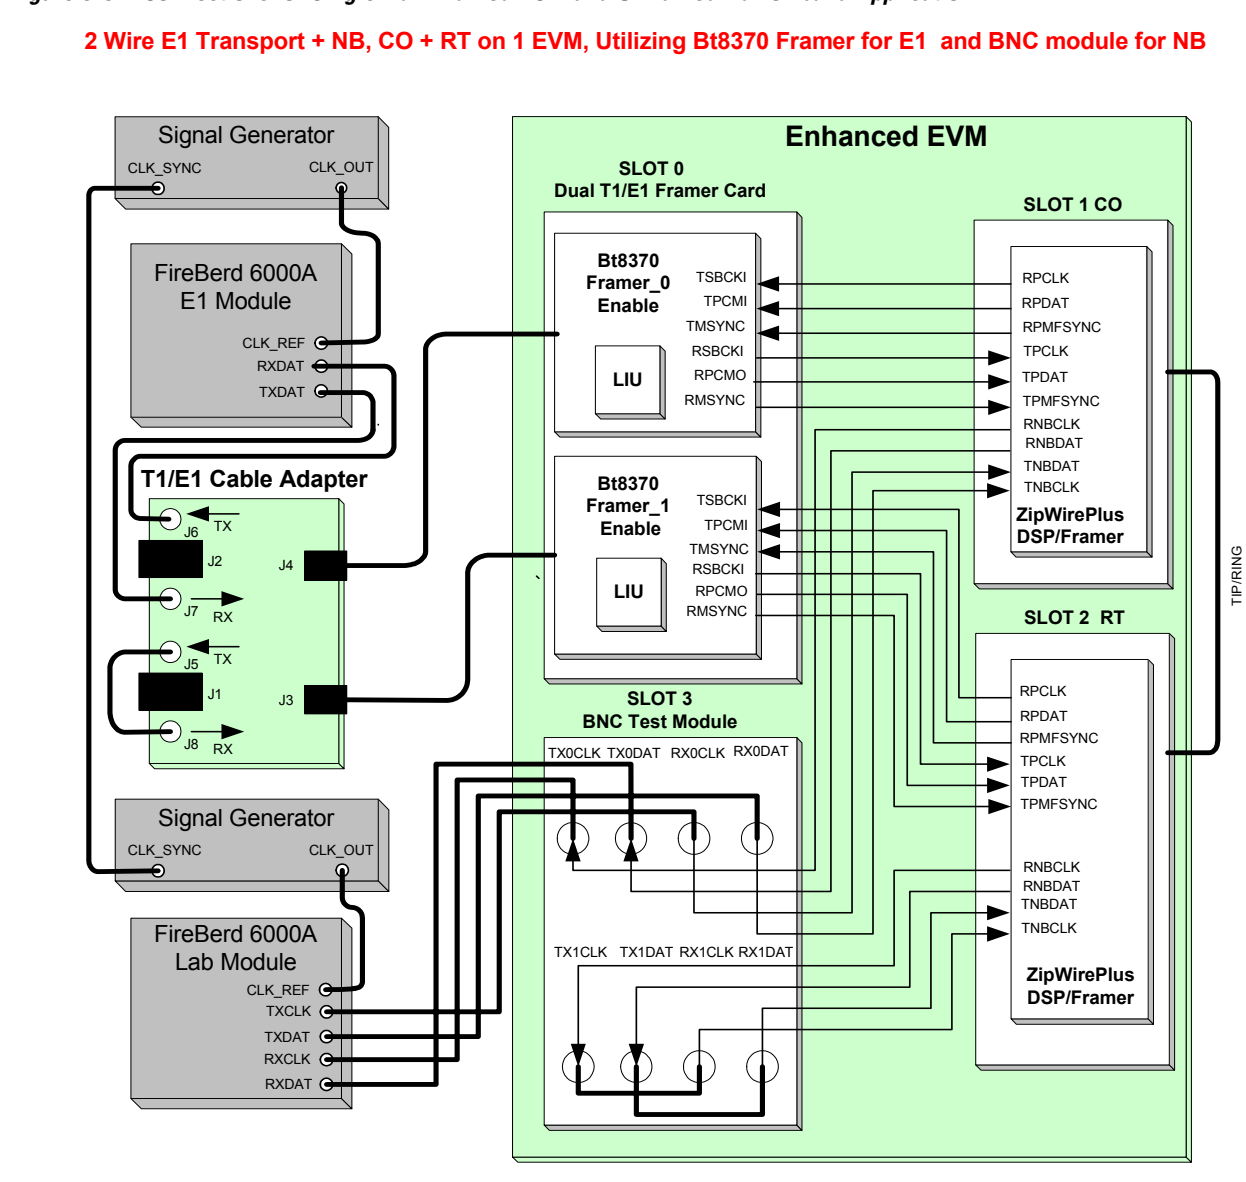 2 Wire E1 Transport + NB, CO + RT on 1 EVM, Utilizing Bt8370 Framer for E1 and BNC module for NB
Signal Generator
CLK_SYNC
CLK_OUT
FireBerd 6000A
E1 Module
CLK_REF
RXDAT
TXDAT
T1/E1 Cable Adapter
J6
TX
J2
J4
J7
RX
J5
TX
J1
J3
J8
RX
Signal Generator
CLK_SYNC
CLK_OUT
FireBerd 6000A
Lab Module
CLK_REF
TXCLK
TXDAT
RXCLK
RXDAT
Enhanced EVM
SLOT 0
Dual T1/E1 Framer Card
Bt8370
Framer_0
Enable
LIU
TSBCKI
TPCMI
TMSYNC
RSBCKI
RPCMO
RMSYNC
Bt8370
Framer_1
Enable
LIU
TSBCKI
TPCMI
TMSYNC
RSBCKI
RPCMO
RMSYNC
SLOT 3
BNC Test Module
TX0CLK TX0DAT RX0CLK RX0DAT
TX1CLK TX1DAT RX1CLK RX1DAT
SLOT 1 CO
RPCLK
RPDAT
RPMFSYNC
TPCLK
TPDAT
TPMFSYNC
RNBCLK
RNBDAT
TNBDAT
TNBCLK
ZipWirePlus
DSP/Framer
SLOT 2 RT
RPCLK
RPDAT
RPMFSYNC
TPCLK
TPDAT
TPMFSYNC
RNBCLK
RNBDAT
TNBDAT
TNBCLK
ZipWirePlus
DSP/Framer
TIP/RING